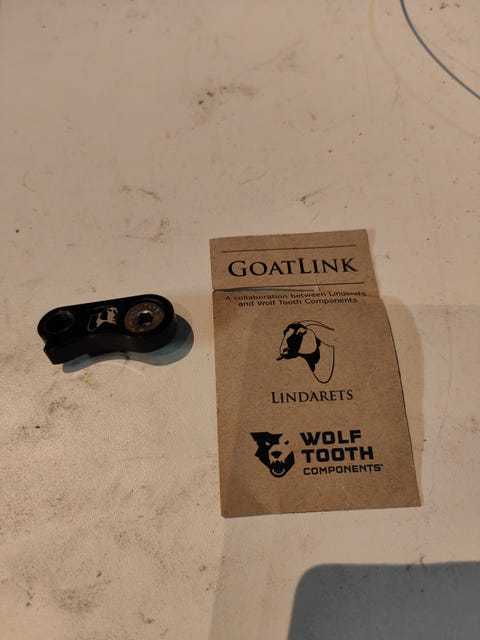 GOATLINK
A collaboration between Lindarets
and Wolf Tooth Components
LINDARETS
WOLF
TOOTH
COMPONENTS